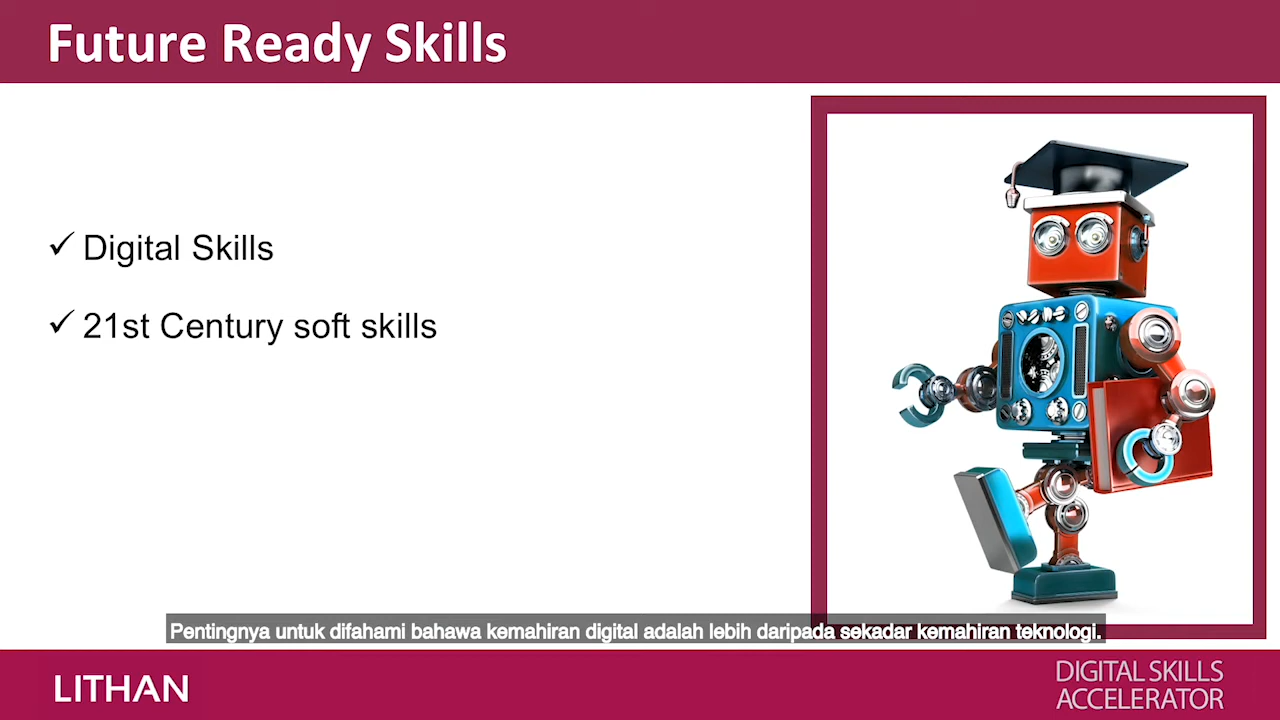 Future Ready Skills
✓ Digital Skills
✓ 21st Century soft skills
Pentingnya untuk difahami bahawa kemahiran digital adalah lebih daripada sekadar kemahiran teknologi.
LITHAN
DIGITAL SKILLS
ACCELERATOR